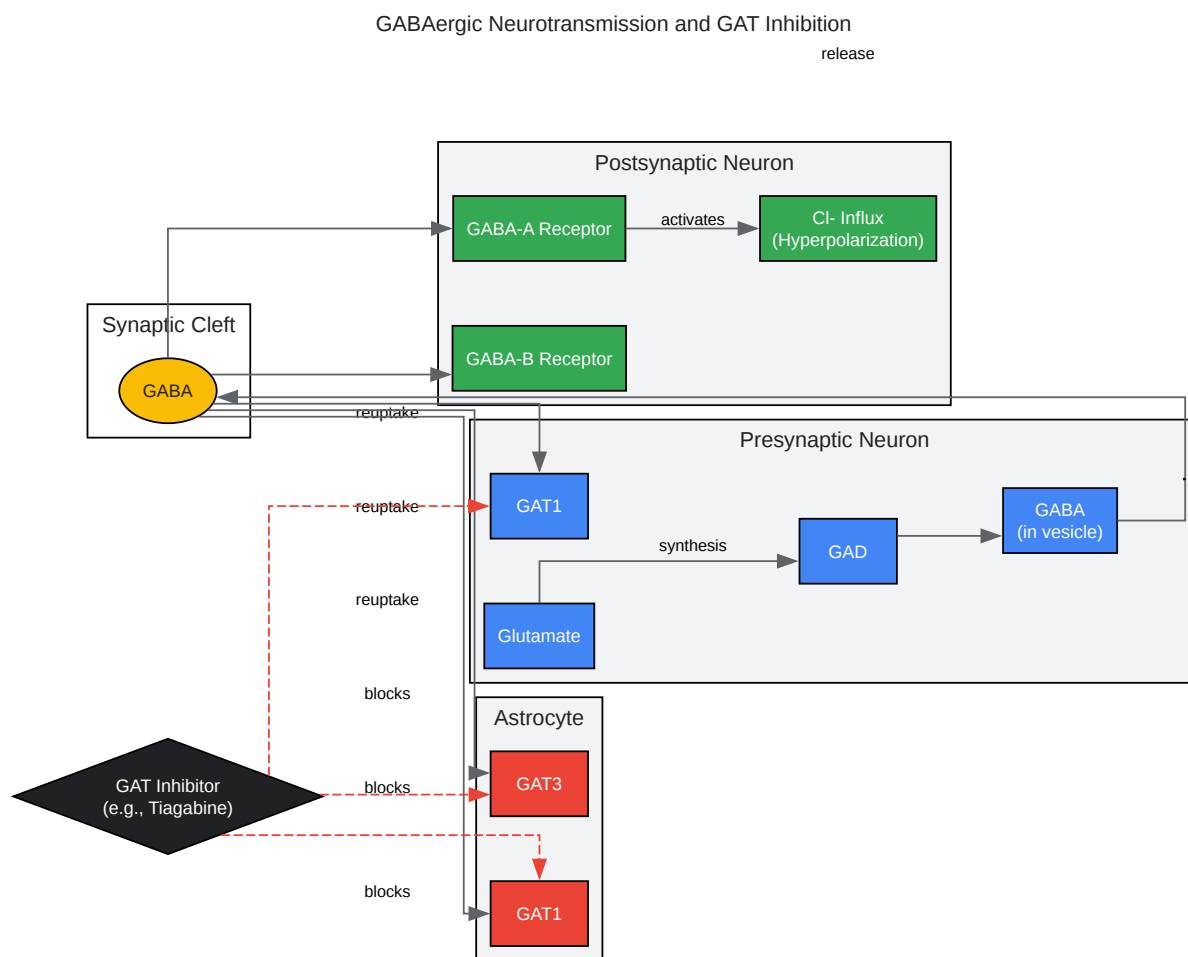 GABAergic Neurotransmission and GAT Inhibition
release
Postsynaptic Neuron
GABA-A Receptor
activates
Cl- Influx
(Hyperpolarization)
Synaptic Cleft
GABA-B Receptor
GABA
reuptake
Presynaptic Neuron
GAT1
reuptake
GABA
(in vesicle)
synthesis
GAD
reuptake
Glutamate
blocks
Astrocyte
GAT Inhibitor
(e.g., Tiagabine)
blocks
GAT3
blocks
GAT1